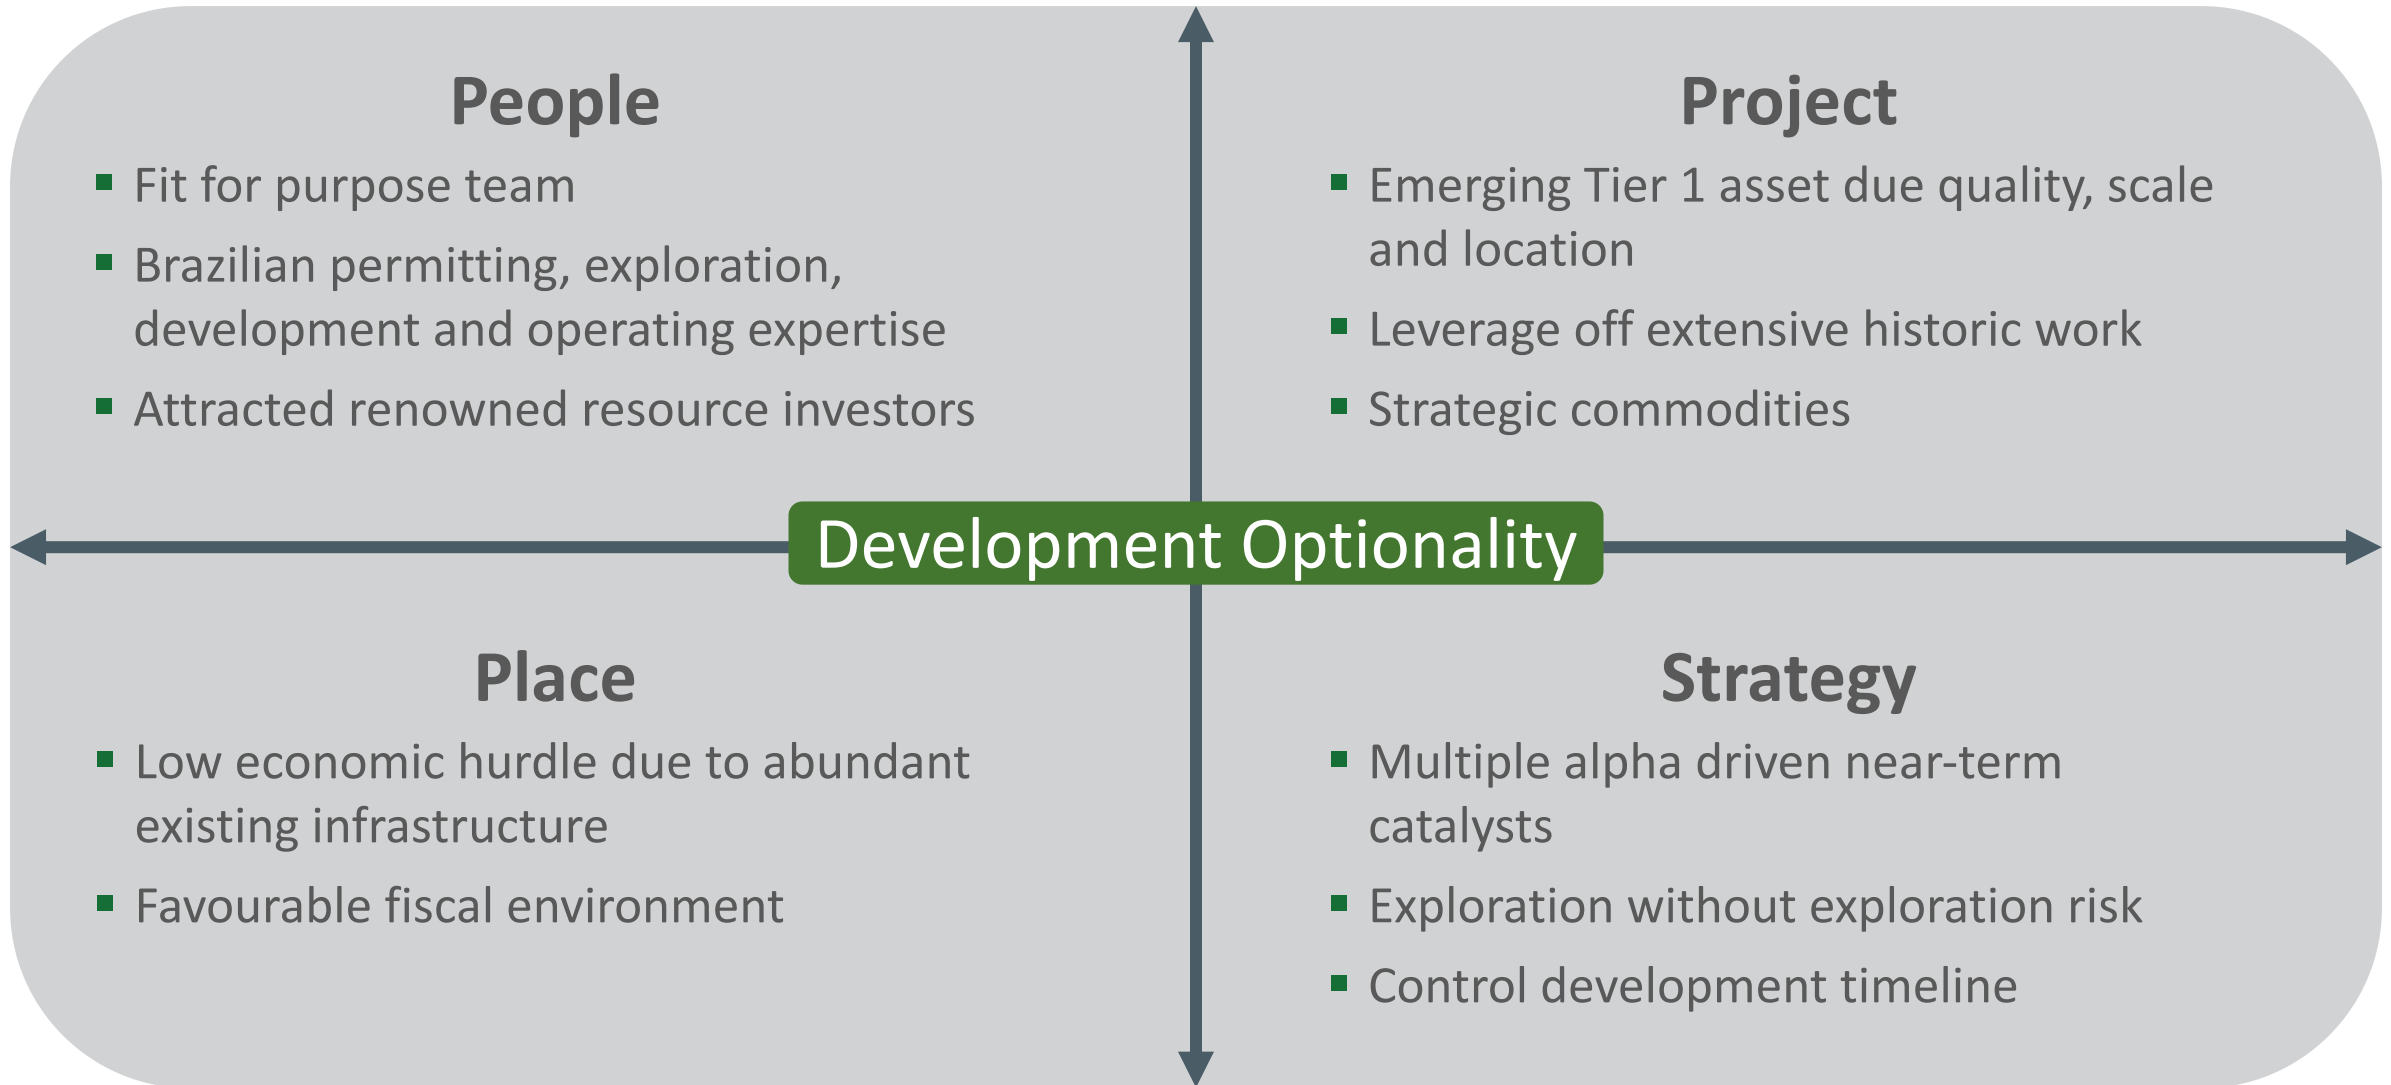 People
Fit for purpose team
Brazilian permitting, exploration,
development and operating expertise
Attracted renowned resource investors
Project
Emerging Tier 1 asset due quality, scale
and location
Leverage off extensive historic work
Strategic commodities
Development Optionality
Place
Low economic hurdle due to abundant
existing infrastructure
Favourable fiscal environment
Strategy
Multiple alpha driven near-term
catalysts
Exploration without exploration risk
Control development timeline